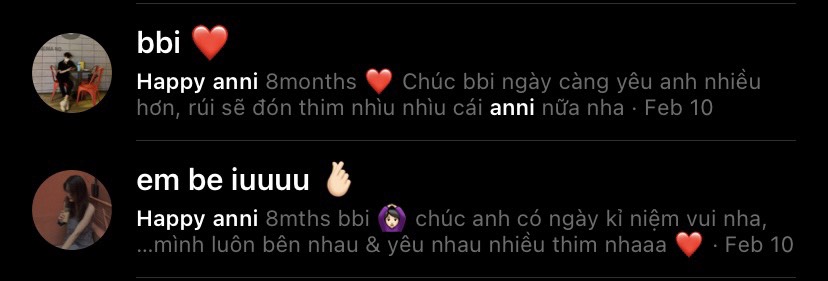 bbi ❤️
Happy anni 8months ❤️ Chúc bbi ngày càng yêu anh nhiều
hơn, rúi sẽ đón thim nhìu nhìu cái anni nữa nha · Feb 10
em be iuuuu 🫰🏻
Happy anni 8mths bbi 🙆🏻‍♀️ chúc anh có ngày kỉ niệm vui nha,
...mình luôn bên nhau & yêu nhau nhiều thim nhaaa ❤️ · Feb 10